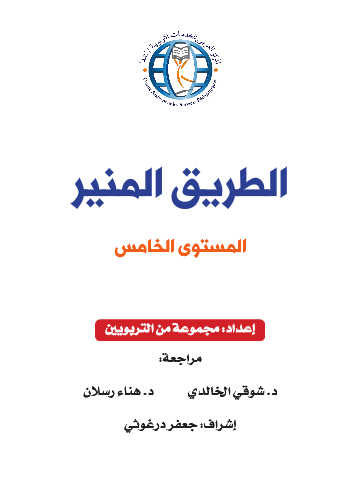 الطريق المنير
المستوى الخامس
إعداد: مجموعة من التربويين
مراجعة:
د. شوقي الخالدي د. هناء رسلان
إشراف: جعفر درغوثي